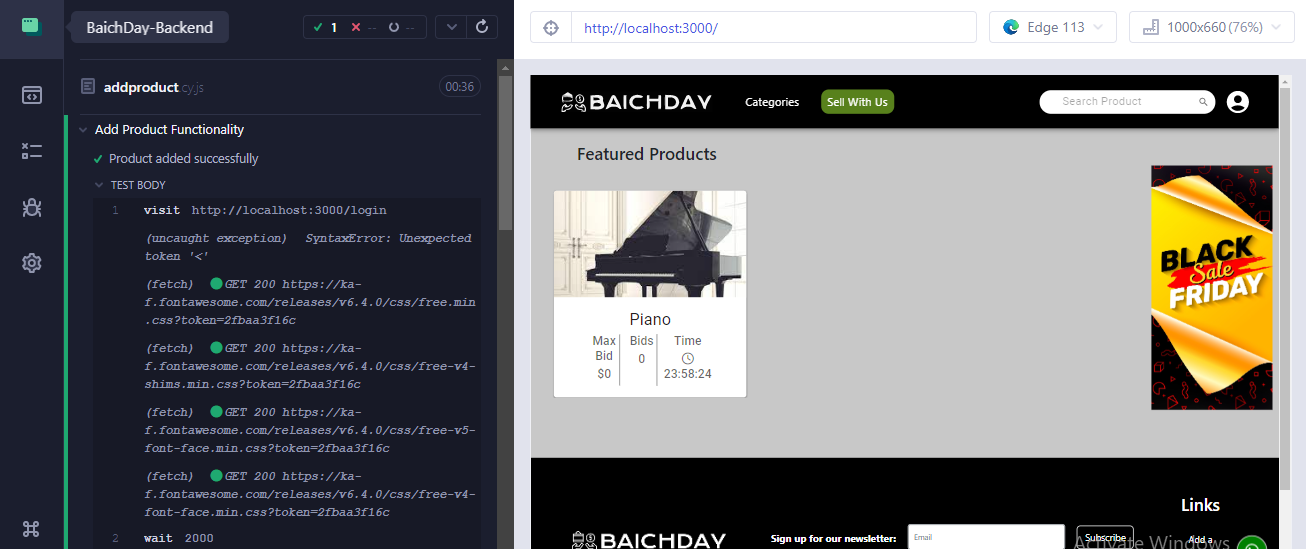 BaichDay-Backend
1
--
--
addproduct.cy.js
00:36
Add Product Functionality
Product added successfully
TEST BODY
1 visit http://localhost:3000/login
(uncaught exception) SyntaxError: Unexpected
token '<'
(fetch) GET 200 https://ka-
f.fontawesome.com/releases/v6.4.0/css/free.min
.css?token=2fbaa3f16c
(fetch) GET 200 https://ka-
f.fontawesome.com/releases/v6.4.0/css/free-v4-
shims.min.css?token=2fbaa3f16c
(fetch) GET 200 https://ka-
f.fontawesome.com/releases/v6.4.0/css/free-v5-
font-face.min.css?token=2fbaa3f16c
(fetch) GET 200 https://ka-
f.fontawesome.com/releases/v6.4.0/css/free-v4-
font-face.min.css?token=2fbaa3f16c
2 wait 2000
http://localhost:3000/
Edge 113
1000x660 (76%)
BAICHDAY
Categories
Sell With Us
Search Product
Featured Products
Piano
Max
Bid
$0
Bids
0
Time
23:58:24
BLACK
Sale
FRIDAY
Links
BAICHDAY
Sign up for our newsletter:
Email
Subscribe
Add a
Activate Windows